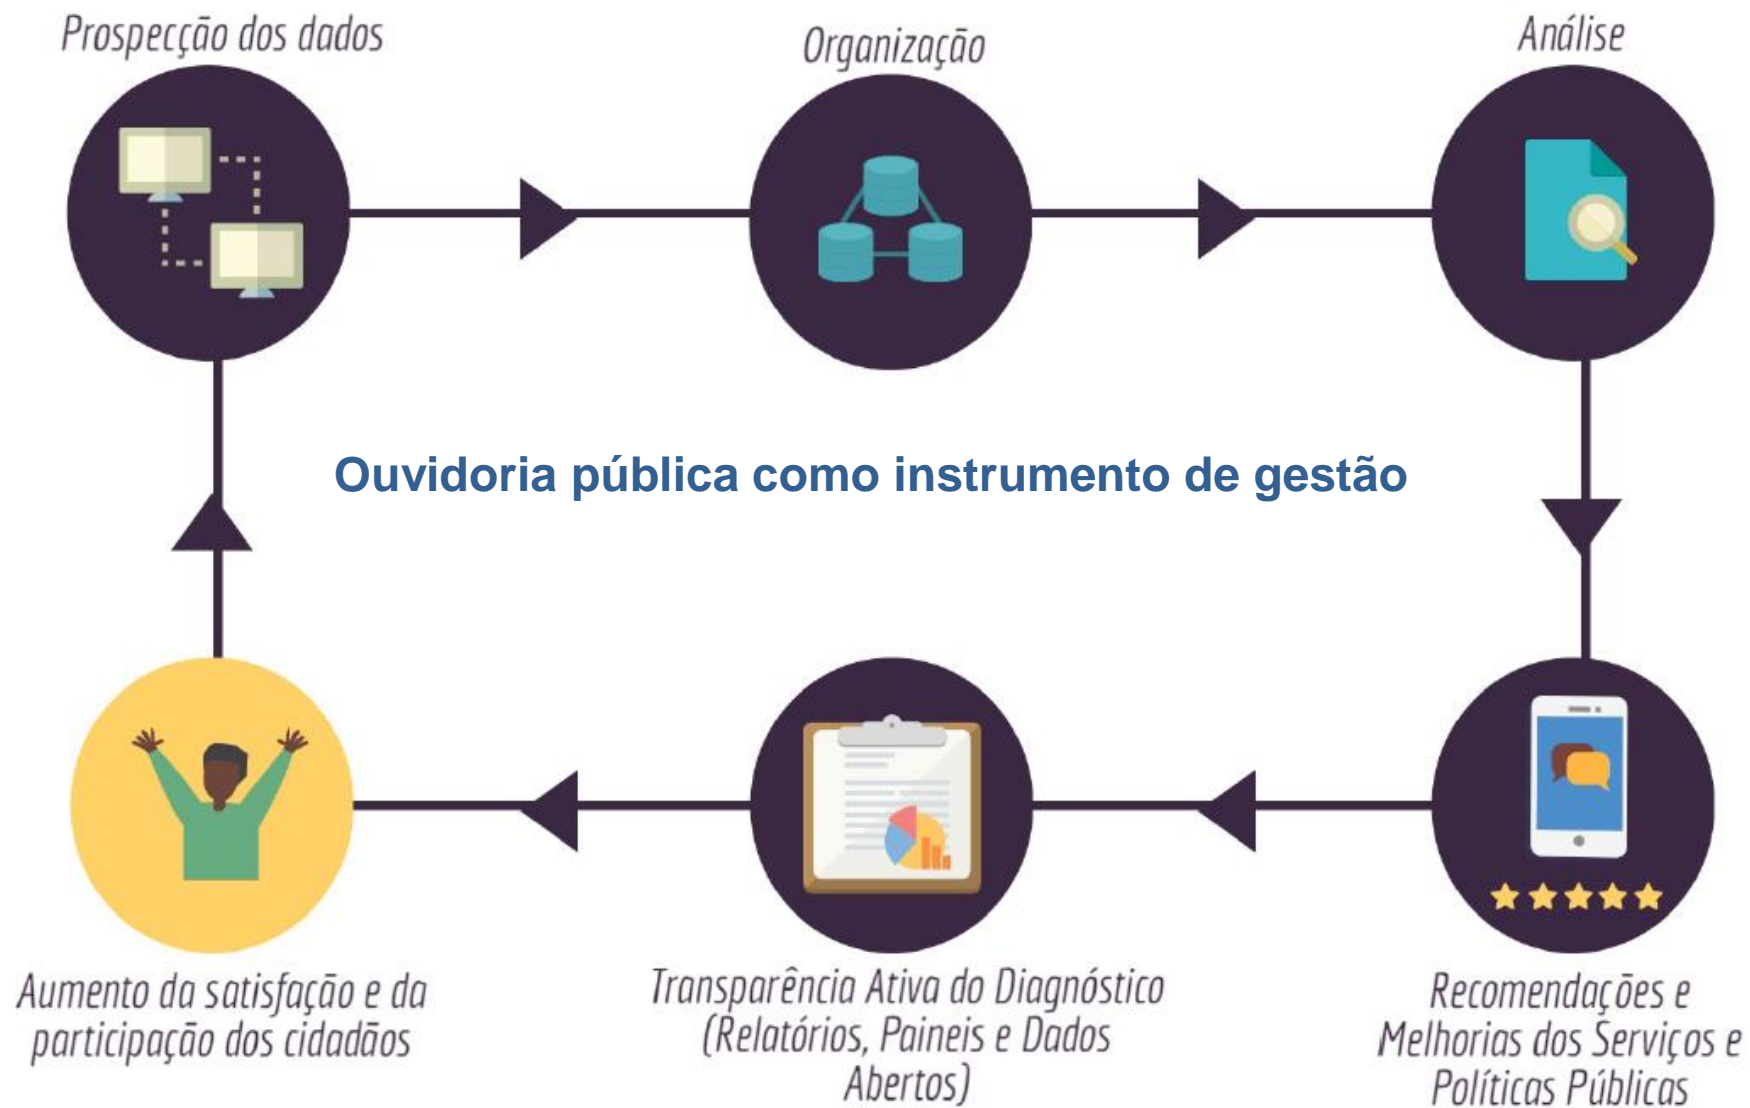 Prospecção dos dados
Organização
Análise
Ouvidoria pública como instrumento de gestão
Aumento da satisfação e da
participação dos cidadãos
Transparência Ativa do Diagnóstico
(Relatórios, Paineis e Dados
Abertos)
Recomendações e
Melhorias dos Serviços e
Políticas Públicas